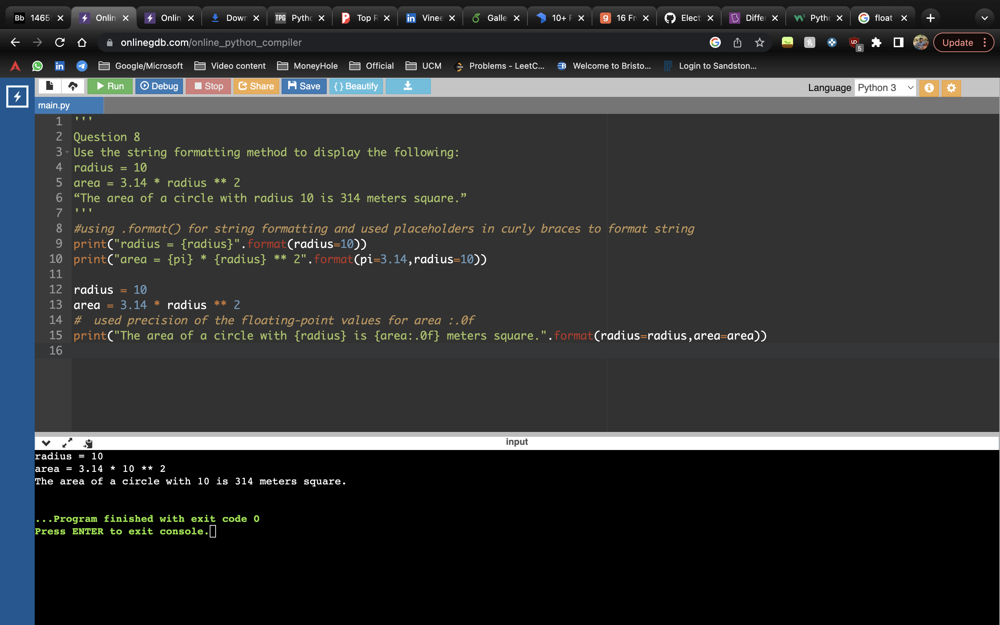 Bb 1465
Onlin
Onlin
Down
TPG Pytho
Top R
in Vinee
Galle
10+ F
g 16 Fr
Elect
Differ
Pytho
float
onlinegdb.com/online_python_compiler
5
Update
in
Google/Microsoft
Video content
MoneyHole
Official
UCM
Problems - LeetC...
Welcome to Bristo...
Login to Sandston...
Run
Debug
Stop
Share
Save
{ } Beautify
Language Python 3
main.py
1 '''
2 Question 8
3 Use the string formatting method to display the following:
4 radius = 10
5 area = 3.14 * radius ** 2
6 “The area of a circle with radius 10 is 314 meters square.”
7 '''
8 #using .format() for string formatting and used placeholders in curly braces to format string
9 print("radius = {radius}".format(radius=10))
10 print("area = {pi} * {radius} ** 2".format(pi=3.14,radius=10))
11
12 radius = 10
13 area = 3.14 * radius ** 2
14 #  used precision of the floating-point values for area :.0f
15 print("The area of a circle with {radius} is {area:.0f} meters square.".format(radius=radius,area=area))
16
input
radius = 10
area = 3.14 * 10 ** 2
The area of a circle with 10 is 314 meters square.
...Program finished with exit code 0
Press ENTER to exit console.